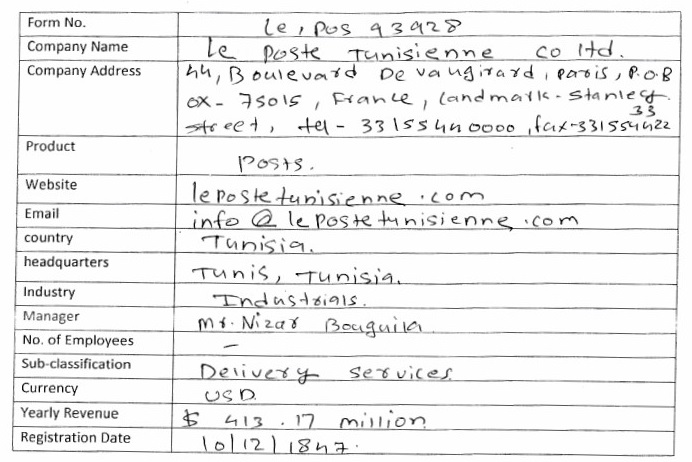 Form No. le, pos 93928
Company Name Le Poste Tunisienne co ltd.
Company Address 44, Boulevard De vaugirard, paris, P.O.B
ox - 75015, France, landmark - Stanley
street, tel - 33155440000, fax-33155442233
Product Posts.
Website lepostetunisienne.com
Email info@lepostetunisienne.com
country Tunisia.
headquarters Tunis, Tunisia.
Industry Industrials.
Manager Mr. Nizar Bouguila
No. of Employees –
Sub-classification Delivery services.
Currency USD.
Yearly Revenue $ 413.17 million
Registration Date 10/12/1847.